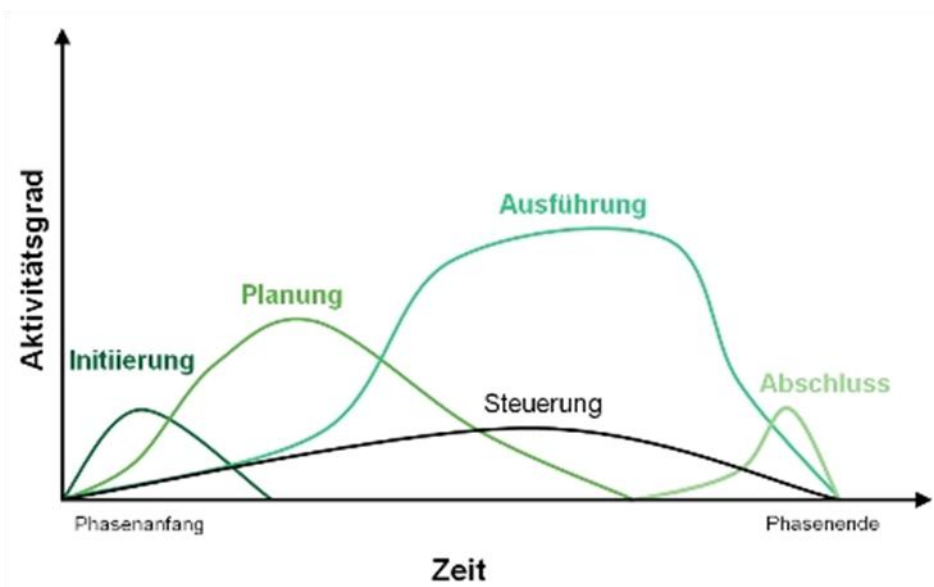 Aktivitätsgrad
Ausführung
Planung
Initiierung
Abschluss
Steuerung
Phasenanfang
Phasenende
Zeit